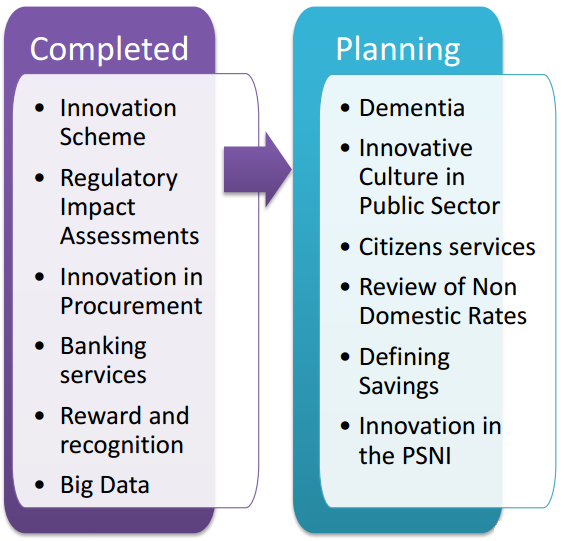 Completed
• Innovation
Scheme
• Regulatory
Impact
Assessments
• Innovation in
Procurement
• Banking
services
• Reward and
recognition
• Big Data
Planning
• Dementia
• Innovative
Culture in
Public Sector
• Citizens services
• Review of Non
Domestic Rates
• Defining
Savings
• Innovation in
the PSNI